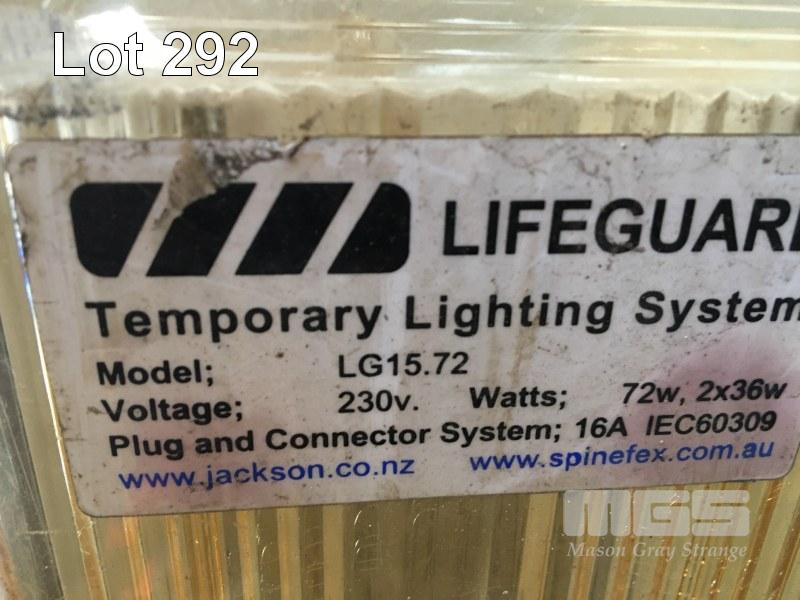 Lot 292
LIFEGUARD
Temporary Lighting System
Model; LG15.72
Voltage; 230v. Watts; 72w, 2x36w
Plug and Connector System; 16A IEC60309
www.jackson.co.nz www.spinefex.com.au
MGS
Mason Gray Strange